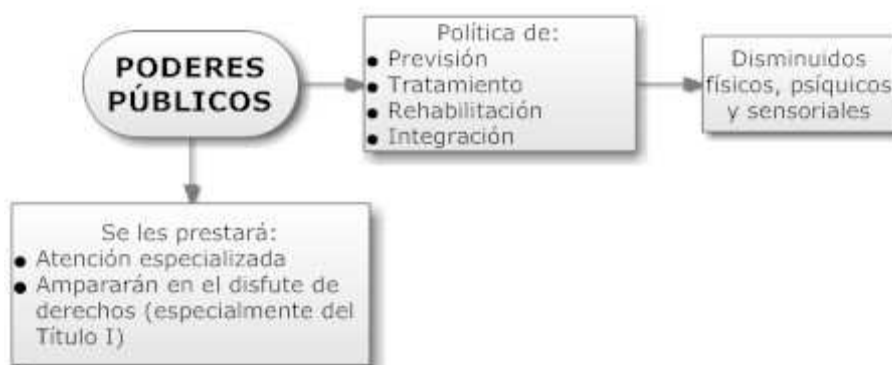 PODERES
PÚBLICOS
Política de:
● Previsión
● Tratamiento
● Rehabilitación
● Integración
Disminuidos
físicos, psíquicos
y sensoriales
Se les prestará:
● Atención especializada
● Ampararán en el disfute de
derechos (especialmente del
Título I)